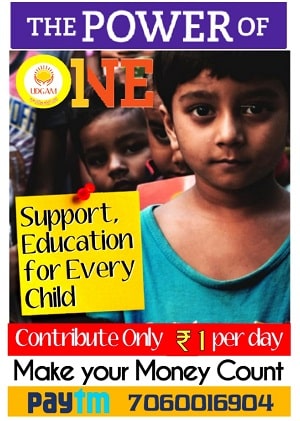 THE POWER OF
ONE
UDGAM
Support,
Education
for Every
Child
Contribute Only ₹ 1 per day
Make your Money Count
paytm 7060016904